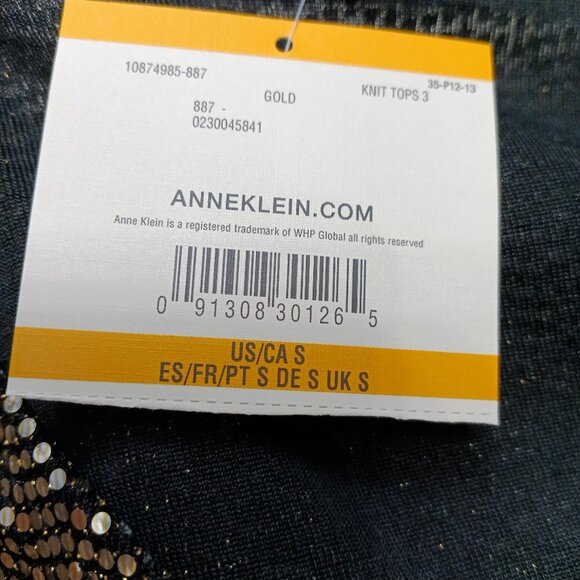 35-P12-13
10874985-887
GOLD
KNIT TOPS 3
887 -
0230045841
ANNEKLEIN.COM
Anne Klein is a registered trademark of WHP Global all rights reserved
0 91308 30126 5
US/CA S
ES/FR/PT S DE S UK S